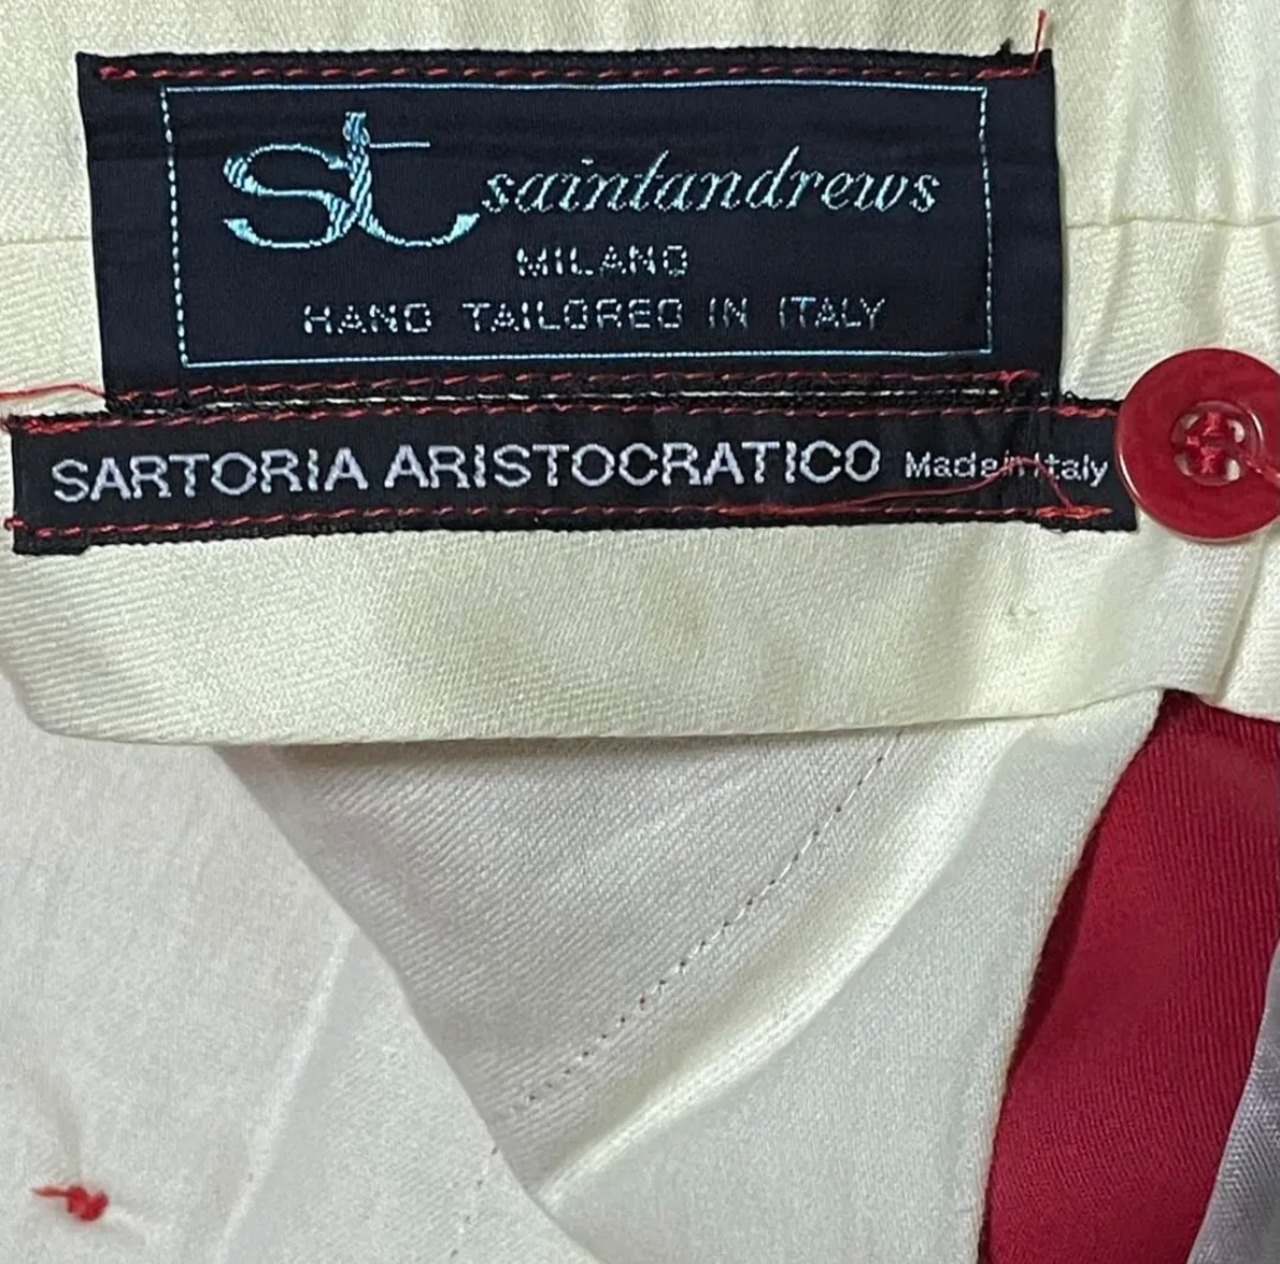 st saintandrews
MILANO
HAND TAILORED IN ITALY
SARTORIA ARISTOCRATICO Made in Italy